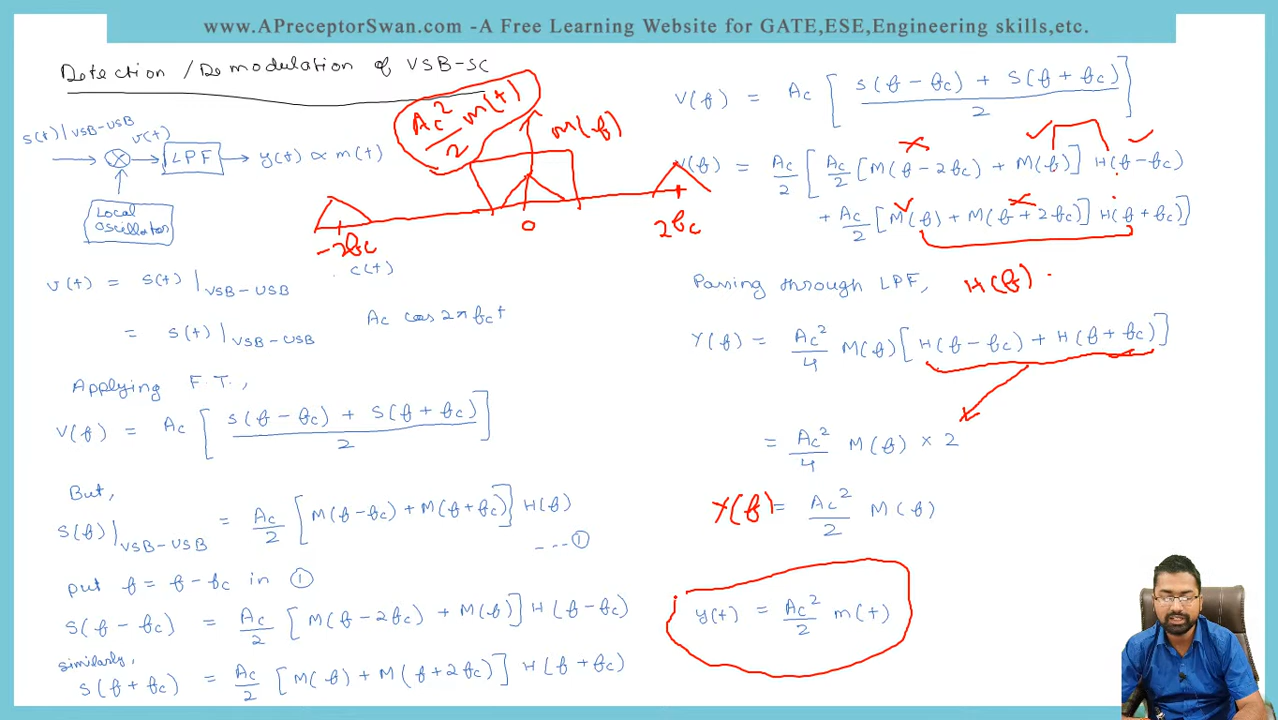 www.APreceptorSwan.com -A Free Learning Website for GATE,ESE,Engineering skills,etc.
Detection / Demodulation of VSB-SC
s(t)|VSB-USB
v(t)
LPF
y(t) ∝ m(t)
Local
oscillator
Ac²/2 m(t)
M(f)
-2fc
0
2fc
c(t)
v(t) = s(t)|VSB-USB
Ac cos 2π fc t
= s(t)|VSB-USB
Applying F.T.,
V(f) = Ac [ (S(f-fc) + S(f+fc)) / 2 ]
But,
S(f)|VSB-USB = Ac/2 [M(f-fc) + M(f+fc)] H(f)
---- ①
put f = f-fc in ①
S(f-fc) = Ac/2 [M(f-2fc) + M(f)] H(f-fc)
similarly,
S(f+fc) = Ac/2 [M(f) + M(f+2fc)] H(f+fc)
V(f) = Ac [ (S(f-fc) + S(f+fc)) / 2 ]
V(f) = Ac/2 [ Ac/2 [M(f-2fc) + M(f)] H(f-fc)
+ Ac/2 [M(f) + M(f+2fc)] H(f+fc)]
Passing through LPF, H(f)
Y(f) = Ac²/4 M(f) [H(f-fc) + H(f+fc)]
= Ac²/4 M(f) × 2
Y(f) = Ac²/2 M(f)
y(t) = Ac²/2 m(t)